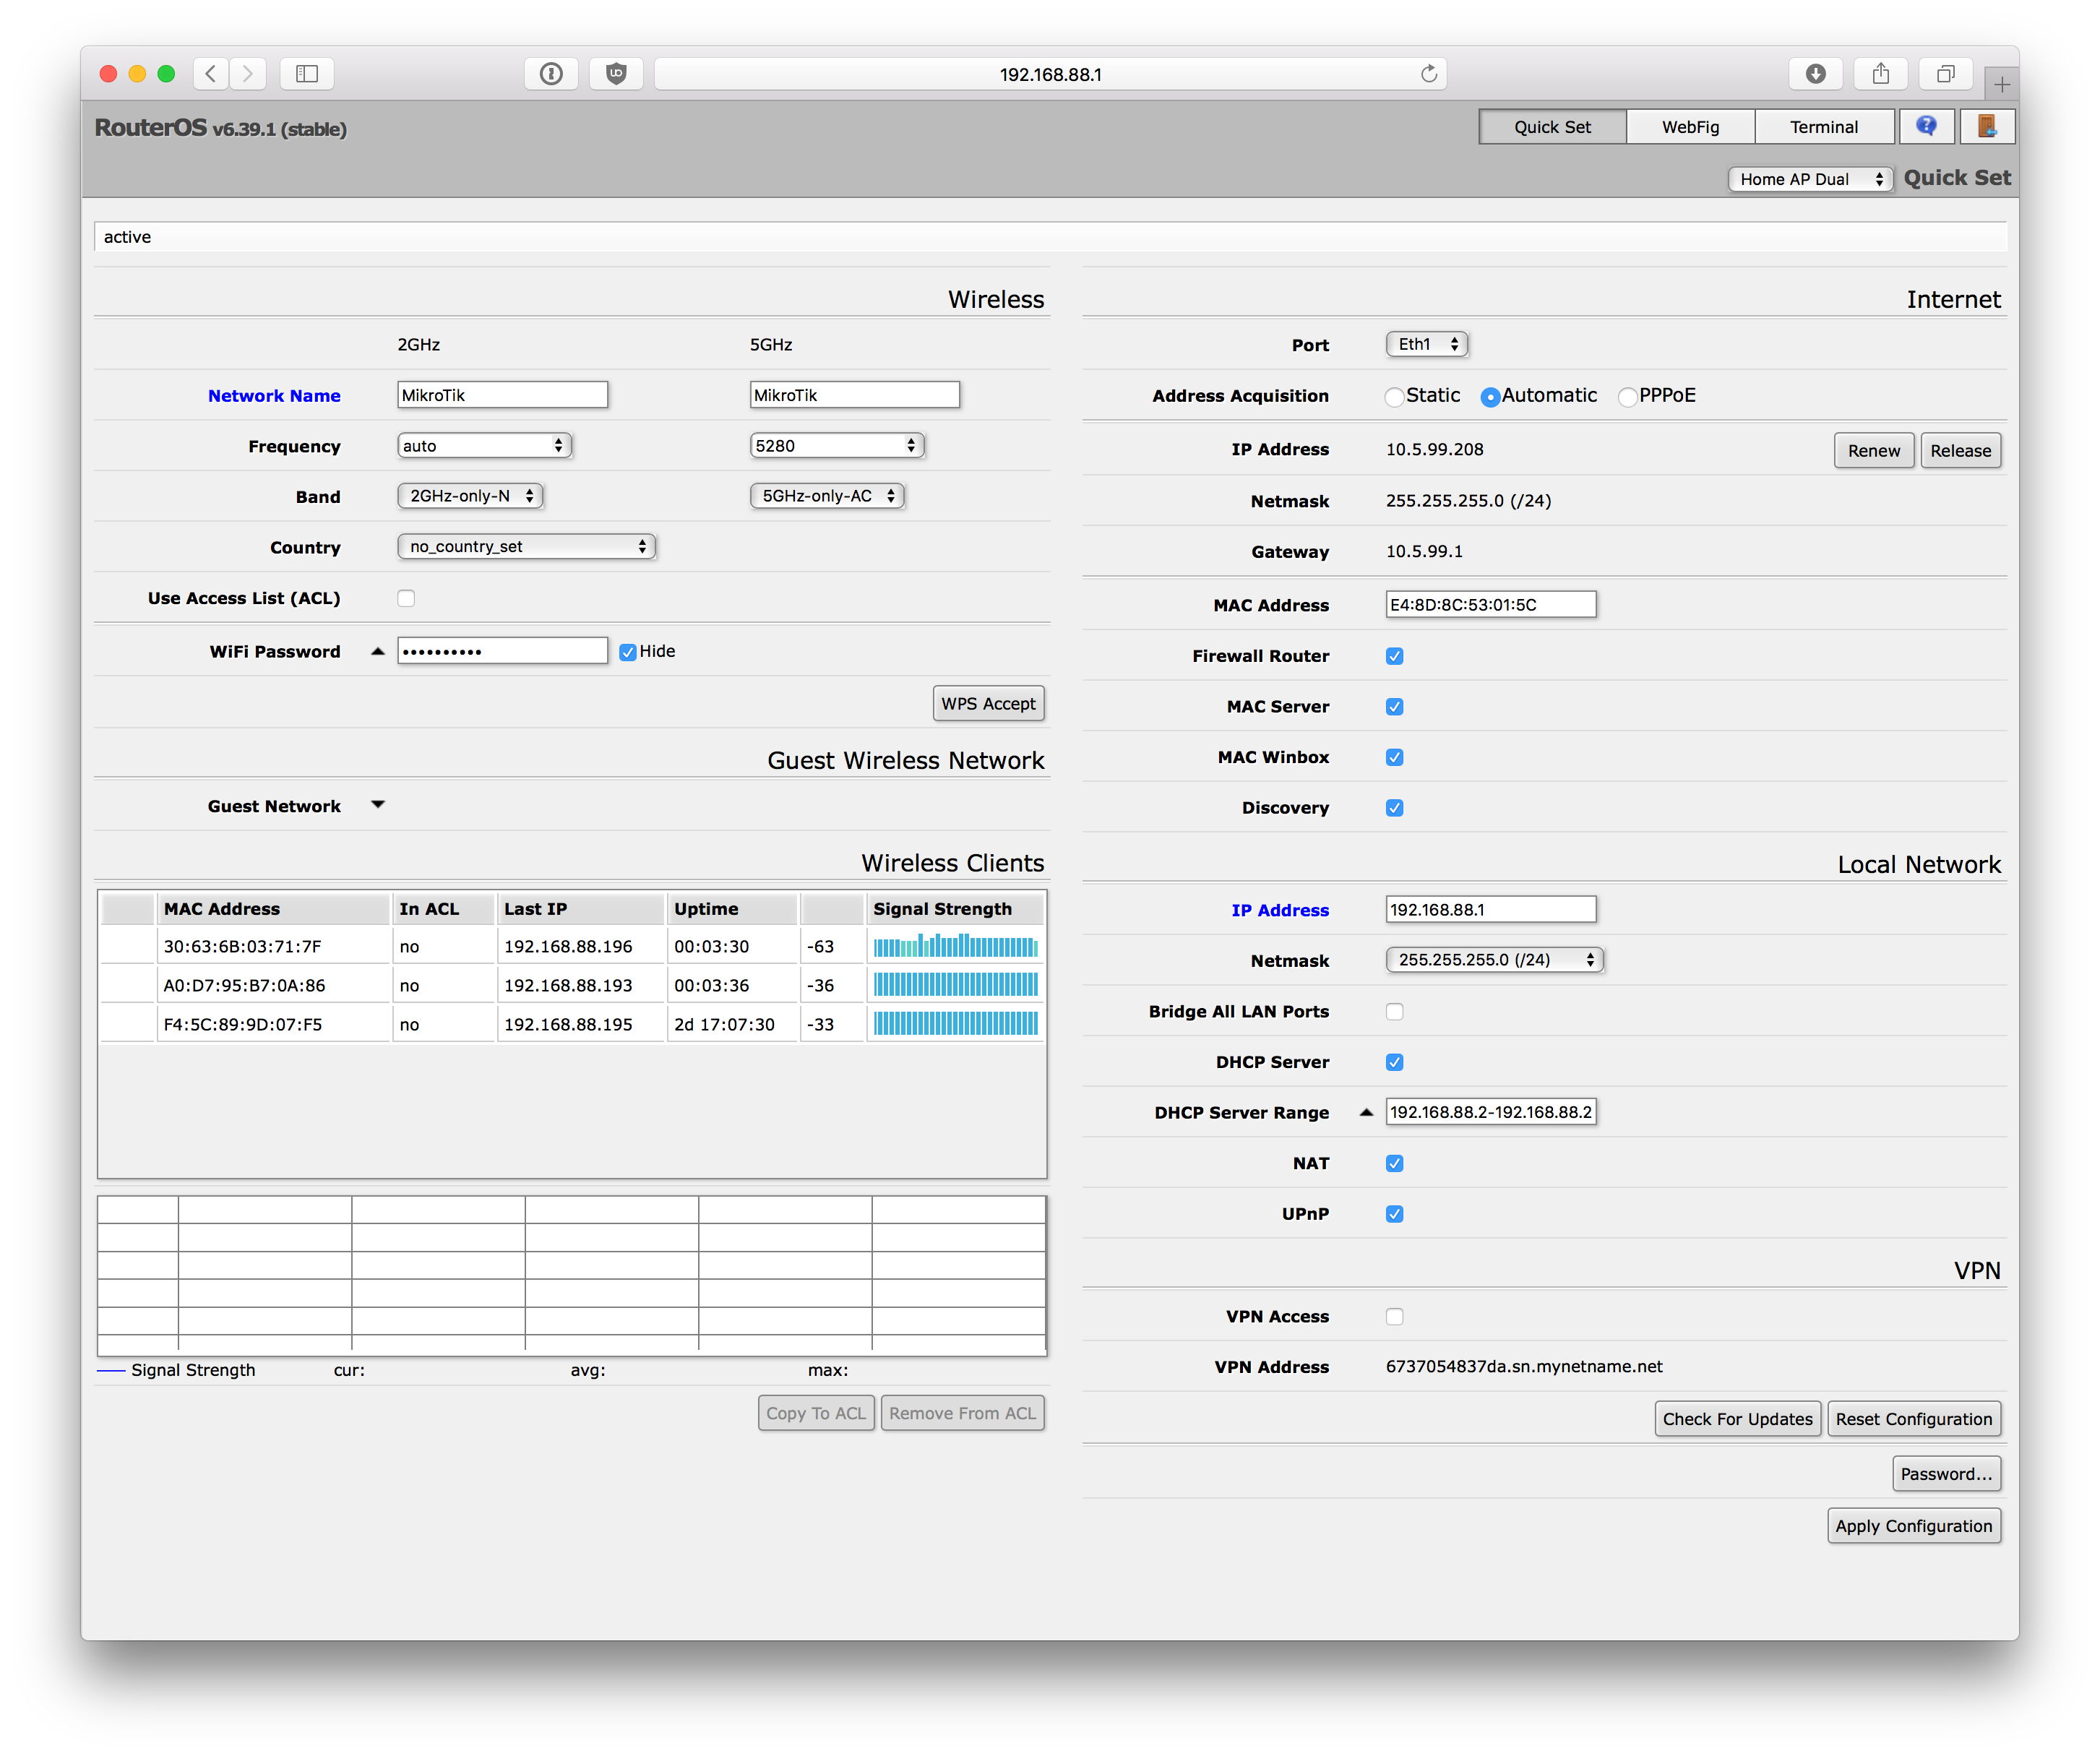 192.168.88.1
RouterOS v6.39.1 (stable)
Quick Set WebFig Terminal
Home AP Dual Quick Set
active
Wireless
2GHz 5GHz
Network Name MikroTik MikroTik
Frequency auto 5280
Band 2GHz-only-N 5GHz-only-AC
Country no_country_set
Use Access List (ACL)
WiFi Password •••••••••• Hide
WPS Accept
Guest Wireless Network
Guest Network
Wireless Clients
MAC Address In ACL Last IP Uptime Signal Strength
30:63:6B:03:71:7F no 192.168.88.196 00:03:30 -63
A0:D7:95:B7:0A:86 no 192.168.88.193 00:03:36 -36
F4:5C:89:9D:07:F5 no 192.168.88.195 2d 17:07:30 -33
Signal Strength cur: avg: max:
Copy To ACL Remove From ACL
Internet
Port Eth1
Address Acquisition Static Automatic PPPoE
IP Address 10.5.99.208 Renew Release
Netmask 255.255.255.0 (/24)
Gateway 10.5.99.1
MAC Address E4:8D:8C:53:01:5C
Firewall Router
MAC Server
MAC Winbox
Discovery
Local Network
IP Address 192.168.88.1
Netmask 255.255.255.0 (/24)
Bridge All LAN Ports
DHCP Server
DHCP Server Range 192.168.88.2-192.168.88.2
NAT
UPnP
VPN
VPN Access
VPN Address 6737054837da.sn.mynetname.net
Check For Updates Reset Configuration
Password...
Apply Configuration